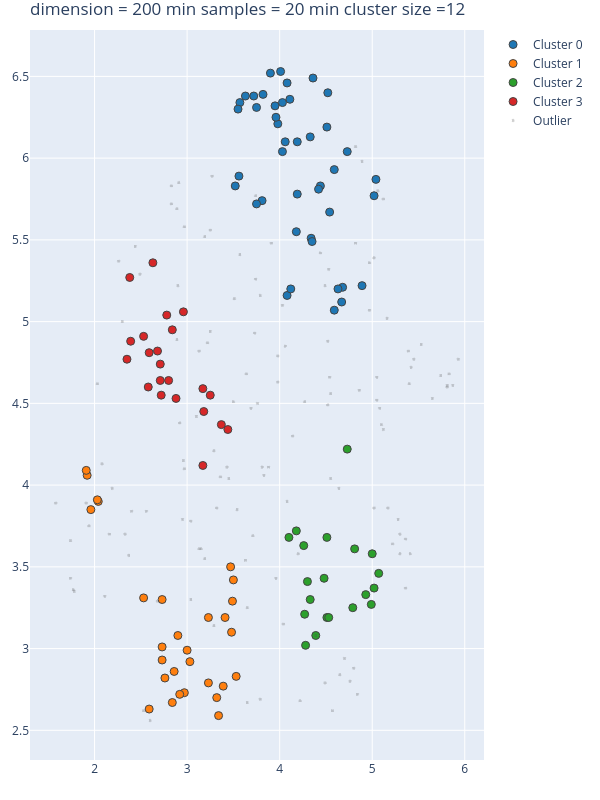 dimension = 200 min samples = 20 min cluster size =12
Cluster 0
Cluster 1
Cluster 2
Cluster 3
Outlier
6.5
6
5.5
5
4.5
4
3.5
3
2.5
2 3 4 5 6